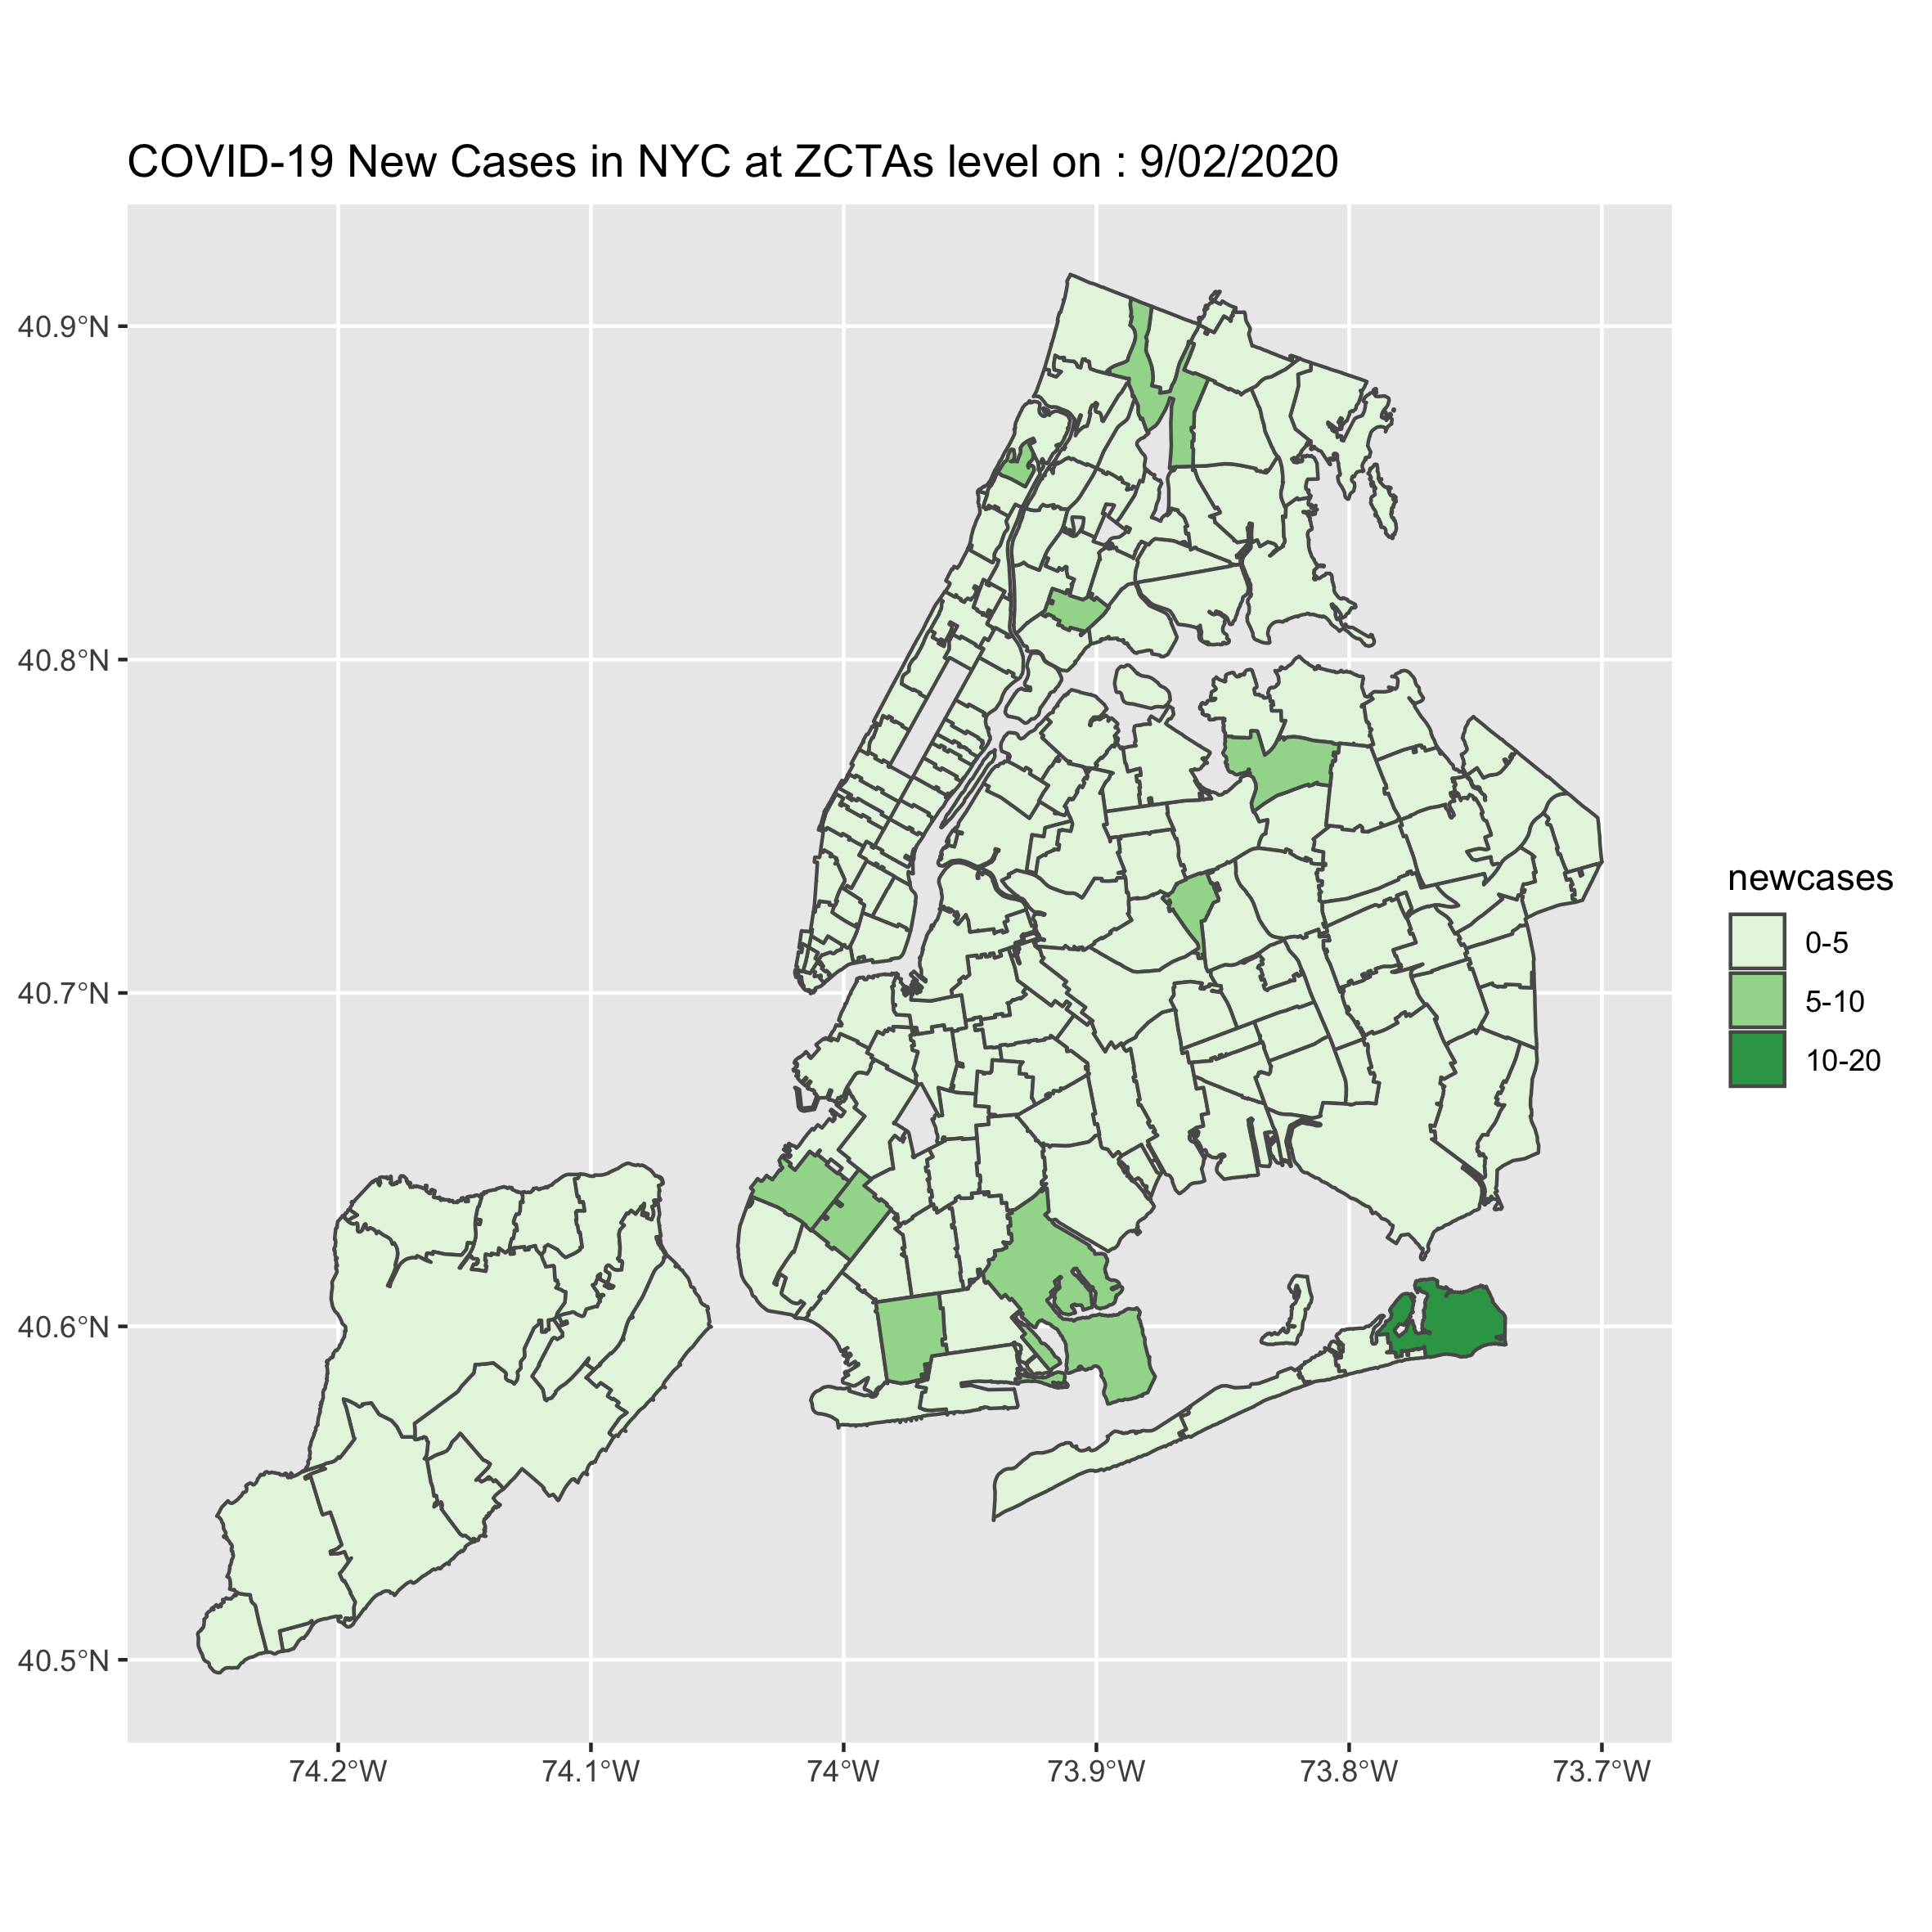 COVID-19 New Cases in NYC at ZCTAs level on : 9/02/2020
40.9°N
40.8°N
40.7°N
40.6°N
40.5°N
74.2°W
74.1°W
74°W
73.9°W
73.8°W
73.7°W
newcases
0-5
5-10
10-20